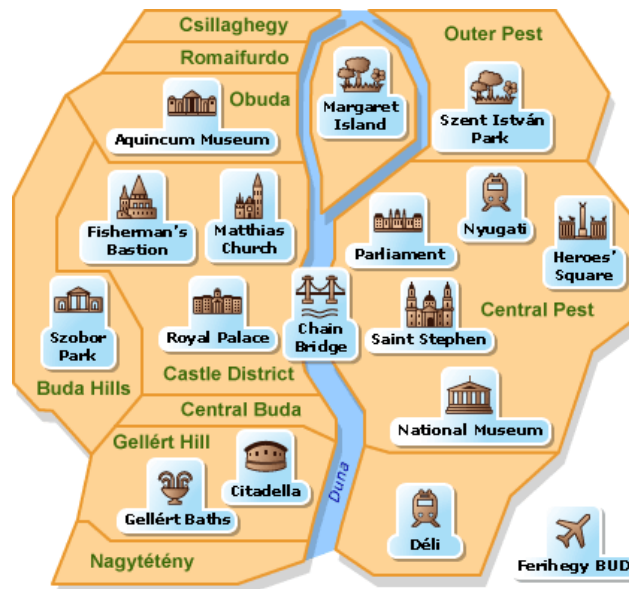 Csillaghegy
Romaifurdo
Obuda
Outer Pest
Margaret
Island
Szent István
Park
Aquincum Museum
Fisherman's
Bastion
Matthias
Church
Nyugati
Parliament
Heroes'
Square
Szobor
Park
Royal Palace
Chain
Bridge
Saint Stephen
Central Pest
Buda Hills
Castle District
Central Buda
National Museum
Gellért Hill
Citadella
Gellért Baths
Duna
Déli
Nagytétény
Ferihegy BUD